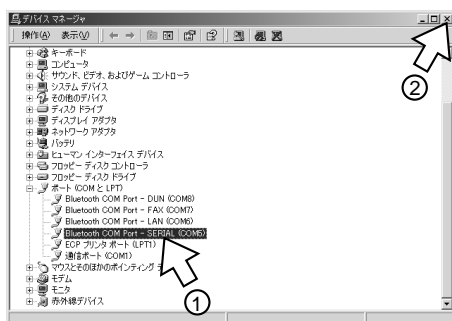 デバイス マネージャ
操作(A) 表示(V)
キーボード
コンピュータ
サウンド、ビデオ、およびゲーム コントローラ
システム デバイス
その他のデバイス
ディスク ドライブ
ディスプレイ アダプタ
ネットワーク アダプタ
バッテリ
ヒューマン インターフェイス デバイス
フロッピー ディスク コントローラ
フロッピー ディスク ドライブ
ポート (COM と LPT)
Bluetooth COM Port - DUN (COM8)
Bluetooth COM Port - FAX (COM7)
Bluetooth COM Port - LAN (COM6)
Bluetooth COM Port - SERIAL (COM5)
ECP プリンタ ポート (LPT1)
通信ポート (COM1)
マウスとそのほかのポインティング デ
モデム
モニタ
赤外線デバイス
①
②